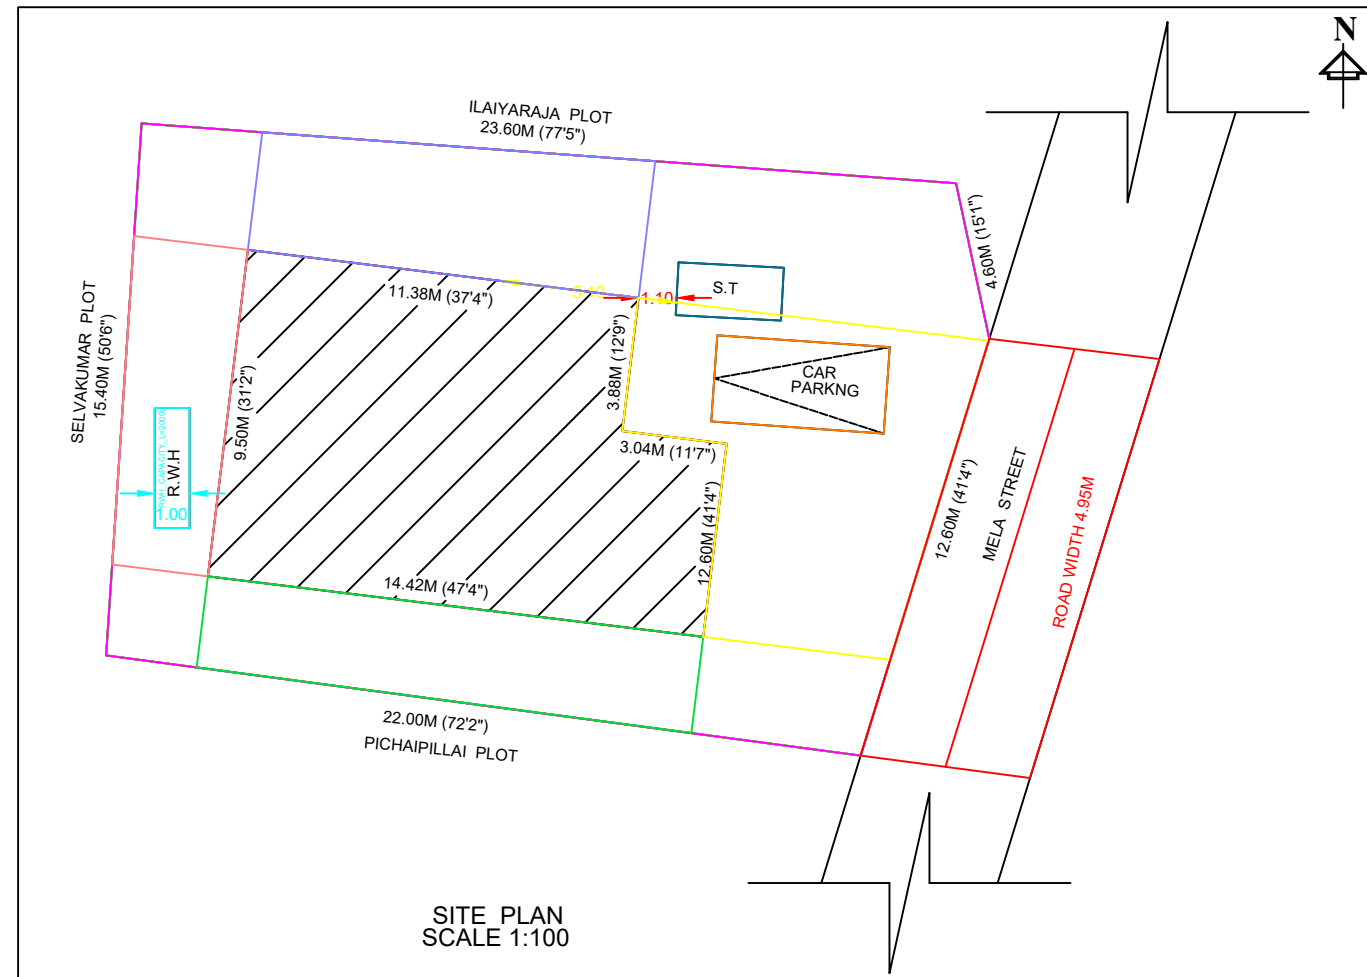 N
ILAIYARAJA PLOT
23.60M (77'5")
4.60M (15'1")
S.T
11.38M (37'4")
5.40
1.10
SELVAKUMAR PLOT
15.40M (50'6")
9.50M (31'2")
3.88M (12'9")
CAR
PARKNG
3.04M (11'7")
R.W.H
1.00
12.60M (41'4")
12.60M (41'4")
MELA STREET
ROAD WIDTH 4.95M
14.42M (47'4")
22.00M (72'2")
PICHAIPILLAI PLOT
SITE PLAN
SCALE 1:100